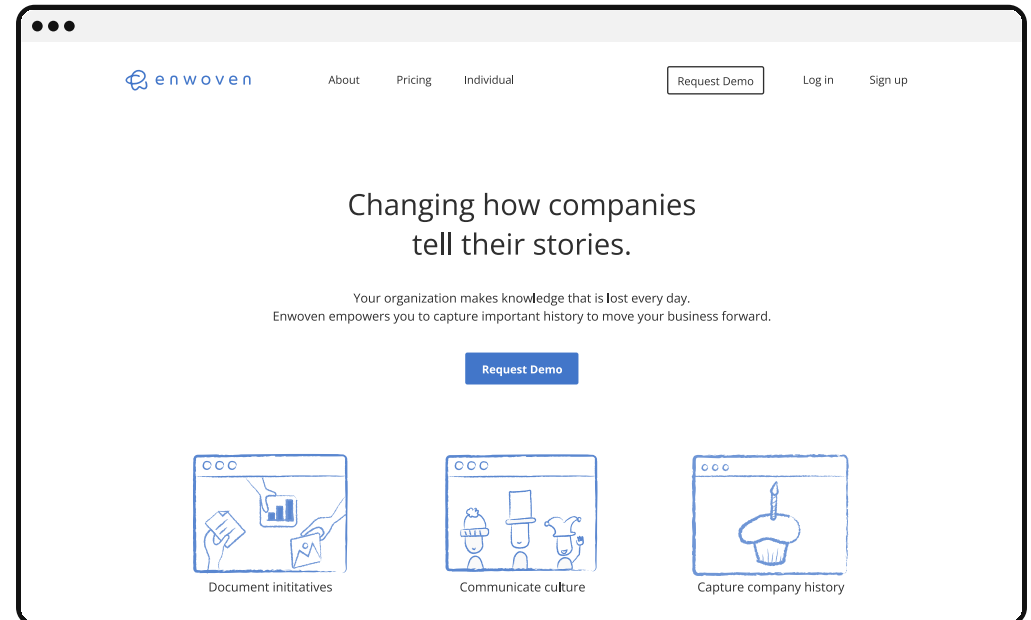 enwoven
About
Pricing
Individual
Request Demo
Log in
Sign up
Changing how companies
tell their stories.
Your organization makes knowledge that is lost every day.
Enwoven empowers you to capture important history to move your business forward.
Request Demo
Document inititatives
Communicate culture
Capture company history